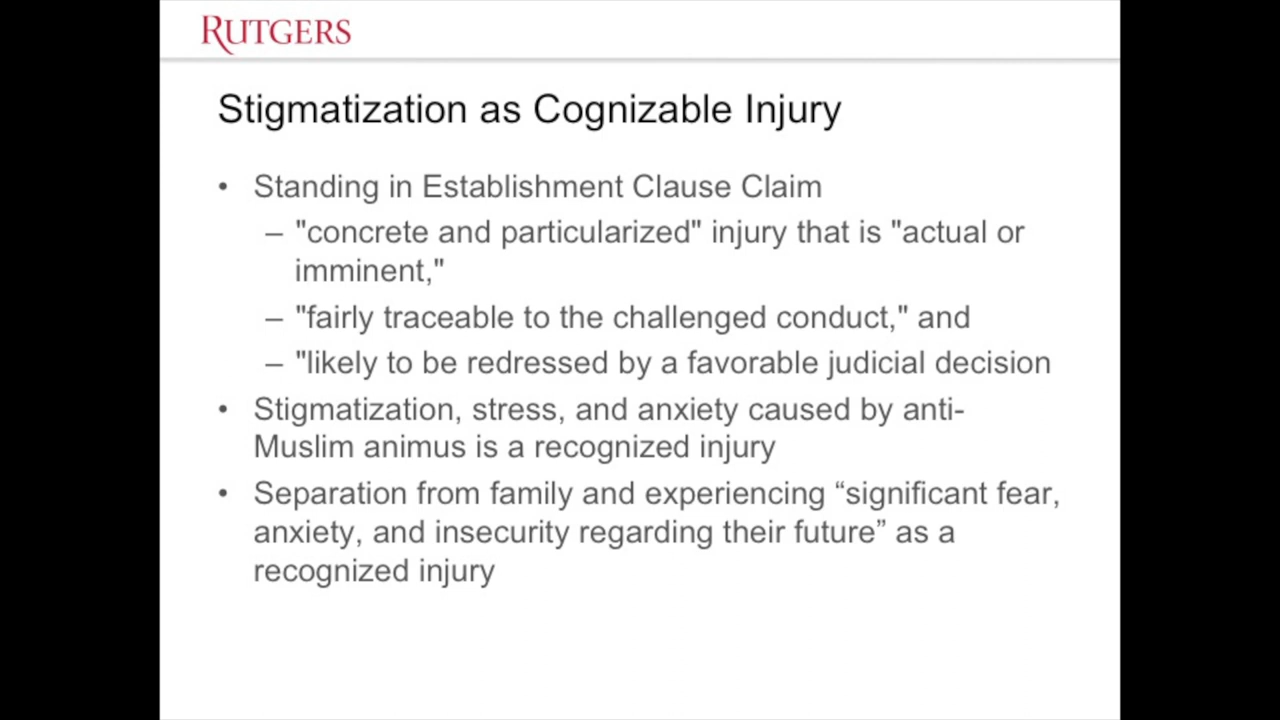 RUTGERS
Stigmatization as Cognizable Injury
• Standing in Establishment Clause Claim
– "concrete and particularized" injury that is "actual or
imminent,"
– "fairly traceable to the challenged conduct," and
– "likely to be redressed by a favorable judicial decision
• Stigmatization, stress, and anxiety caused by anti-
Muslim animus is a recognized injury
• Separation from family and experiencing “significant fear,
anxiety, and insecurity regarding their future” as a
recognized injury